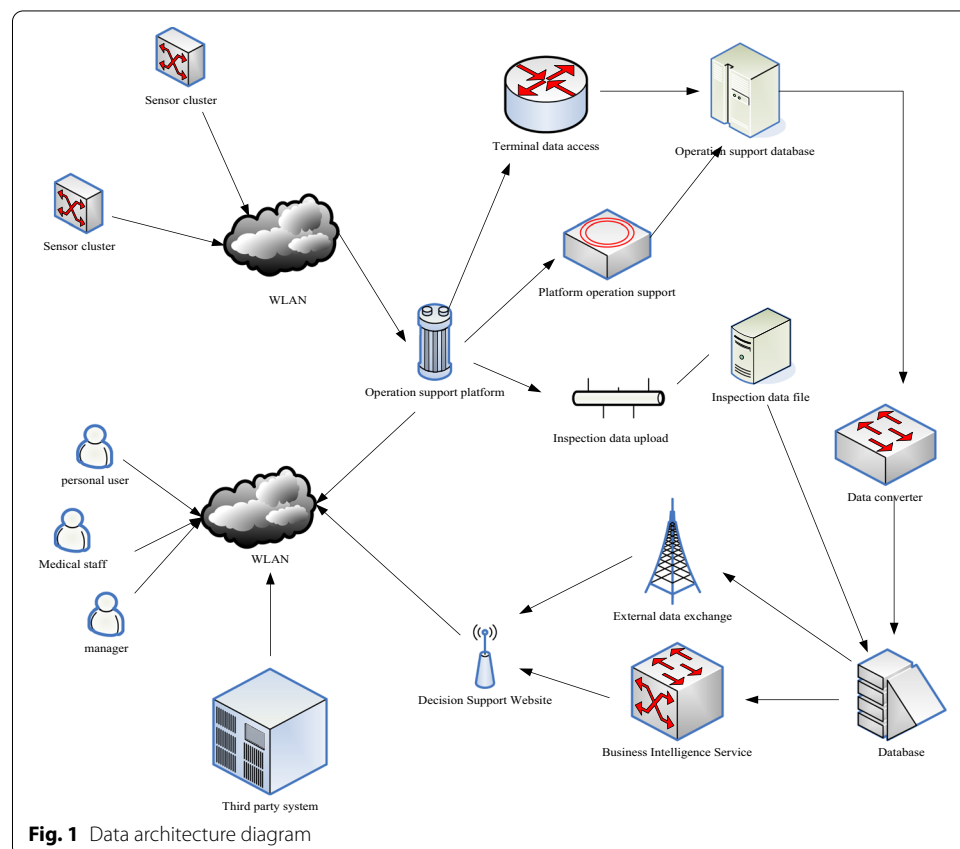 Sensor cluster
Terminal data access
Operation support database
Sensor cluster
WLAN
Platform operation support
Operation support platform
Inspection data file
Inspection data upload
personal user
Data converter
WLAN
Medical staff
External data exchange
manager
Decision Support Website
Business Intelligence Service
Database
Third party system
Fig. 1 Data architecture diagram